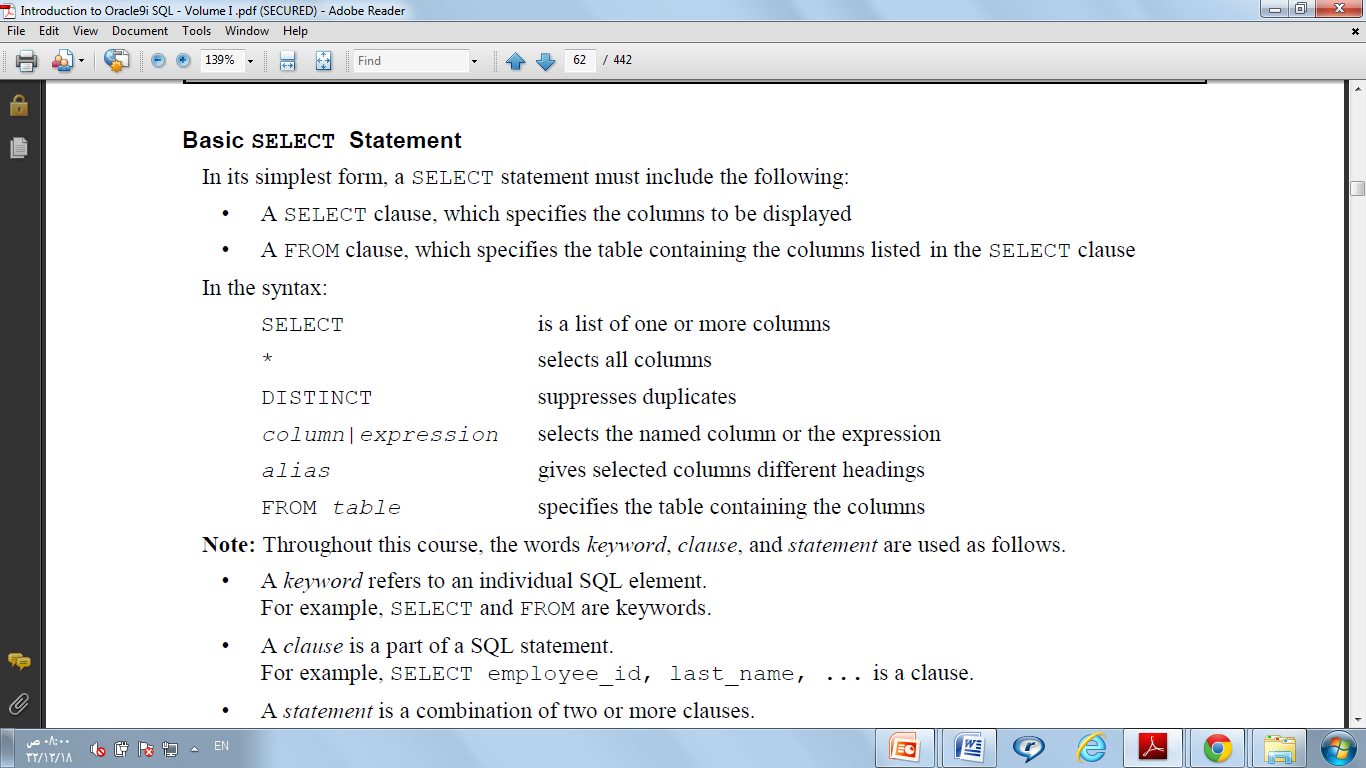 Introduction to Oracle9i SQL - Volume I .pdf (SECURED) - Adobe Reader
File Edit View Document Tools Window Help
139% Find 62 / 442
Basic SELECT Statement
In its simplest form, a SELECT statement must include the following:
• A SELECT clause, which specifies the columns to be displayed
• A FROM clause, which specifies the table containing the columns listed in the SELECT clause
In the syntax:
SELECT is a list of one or more columns
* selects all columns
DISTINCT suppresses duplicates
column|expression selects the named column or the expression
alias gives selected columns different headings
FROM table specifies the table containing the columns
Note: Throughout this course, the words keyword, clause, and statement are used as follows.
• A keyword refers to an individual SQL element.
For example, SELECT and FROM are keywords.
• A clause is a part of a SQL statement.
For example, SELECT employee_id, last_name, ... is a clause.
• A statement is a combination of two or more clauses.
٠٨:٠٠ ص
EN
٣٢/١٢/١٨